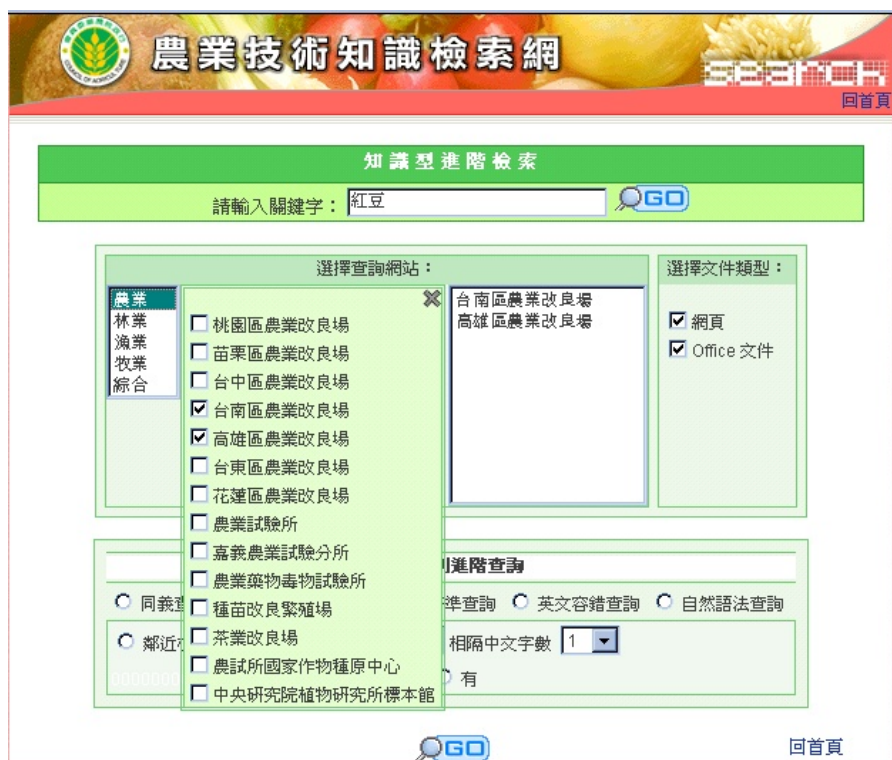 農業技術知識檢索網
SEARCH
回首頁
知識型進階檢索
請輸入關鍵字： 紅豆 GO
選擇查詢網站：
農業
林業
漁業
牧業
綜合
桃園區農業改良場
苗栗區農業改良場
台中區農業改良場
台南區農業改良場
高雄區農業改良場
台東區農業改良場
花蓮區農業改良場
農業試驗所
嘉義農業試驗分所
農業藥物毒物試驗所
種苗改良繁殖場
茶業改良場
農試所國家作物種原中心
中央研究院植物研究所標本館
台南區農業改良場
高雄區農業改良場
選擇文件類型：
網頁
Office 文件
進階查詢
同義 準查詢 英文容錯查詢 自然語法查詢
鄰近 相隔中文字數 1
有
GO
回首頁